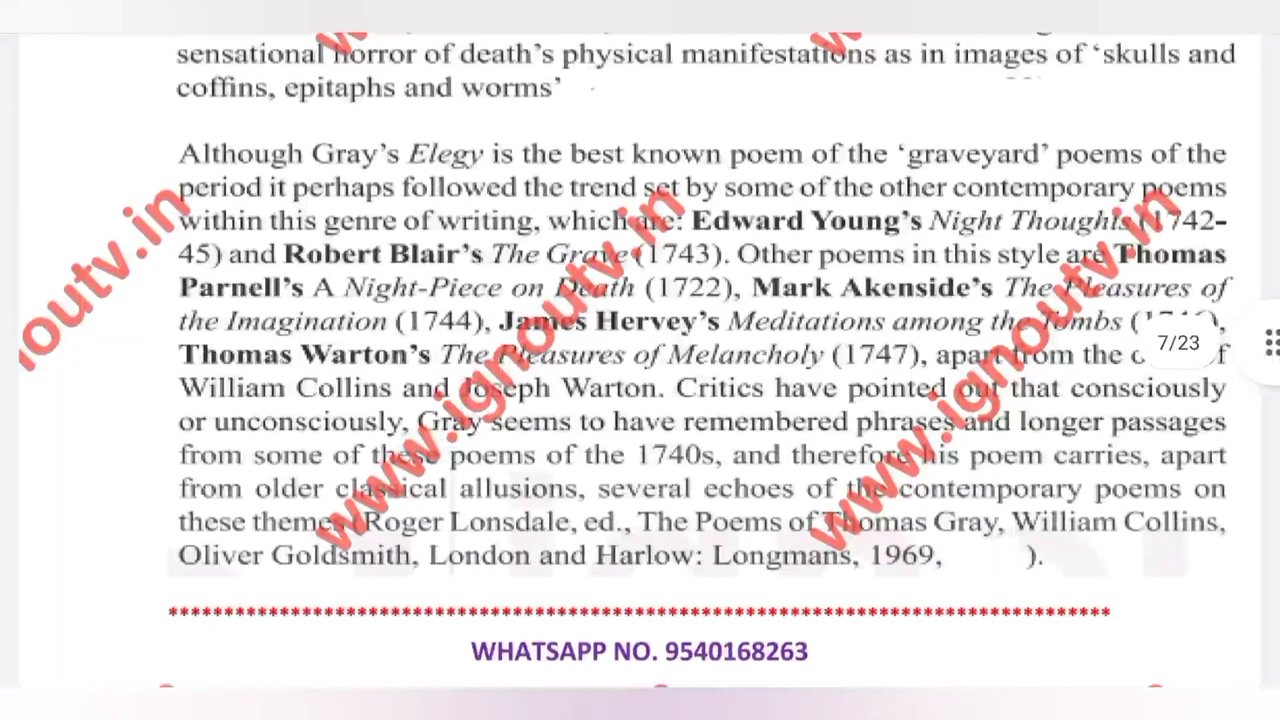 sensational horror of death's physical manifestations as in images of 'skulls and
coffins, epitaphs and worms'
Although Gray's Elegy is the best known poem of the 'graveyard' poems of the
period it perhaps followed the trend set by some of the other contemporary poems
within this genre of writing, which are: Edward Young's Night Thoughts (1742-
45) and Robert Blair's The Grave (1743). Other poems in this style are Thomas
Parnell's A Night-Piece on Death (1722), Mark Akenside's The Pleasures of
the Imagination (1744), James Hervey's Meditations among the Tombs
7/23
Thomas Warton's The Pleasures of Melancholy (1747), apart from the
William Collins and Joseph Warton. Critics have pointed out that consciously
or unconsciously, Gray seems to have remembered phrases and longer passages
from some of these poems of the 1740s, and therefore his poem carries, apart
from older classical allusions, several echoes of the contemporary poems on
these themes (Roger Lonsdale, ed., The Poems of Thomas Gray, William Collins,
Oliver Goldsmith, London and Harlow: Longmans, 1969, ).
WHATSAPP NO. 9540168263
ignoutv.in
www.ignoutv.in
www.ignoutv.in